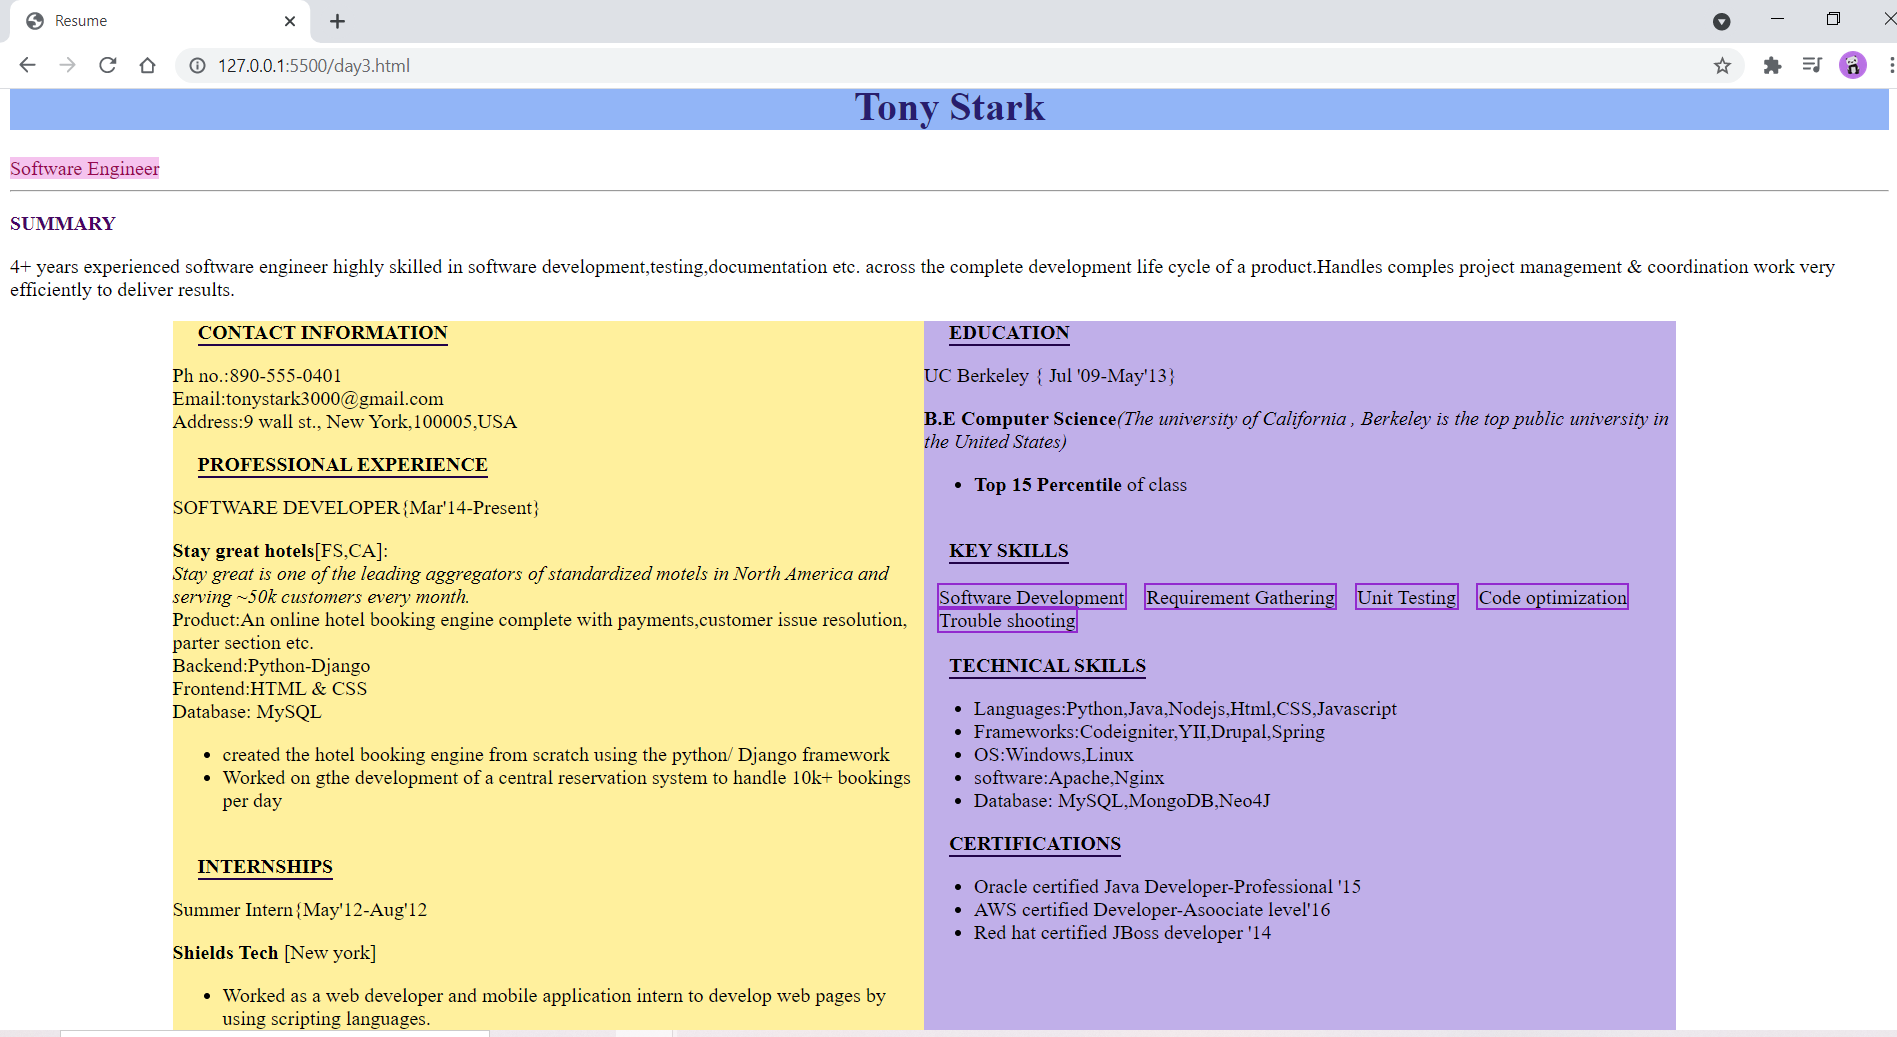 Resume
127.0.0.1:5500/day3.html
Tony Stark
Software Engineer
SUMMARY
4+ years experienced software engineer highly skilled in software development,testing,documentation etc. across the complete development life cycle of a product.Handles comples project management & coordination work very
efficiently to deliver results.
CONTACT INFORMATION
Ph no.:890-555-0401
Email:tonystark3000@gmail.com
Address:9 wall st., New York,100005,USA
PROFESSIONAL EXPERIENCE
SOFTWARE DEVELOPER{Mar'14-Present}
Stay great hotels[FS,CA]:
Stay great is one of the leading aggregators of standardized motels in North America and
serving ~50k customers every month.
Product:An online hotel booking engine complete with payments,customer issue resolution,
parter section etc.
Backend:Python-Django
Frontend:HTML & CSS
Database: MySQL
• created the hotel booking engine from scratch using the python/ Django framework
• Worked on gthe development of a central reservation system to handle 10k+ bookings
per day
INTERNSHIPS
Summer Intern{May'12-Aug'12
Shields Tech [New york]
• Worked as a web developer and mobile application intern to develop web pages by
using scripting languages.
EDUCATION
UC Berkeley { Jul '09-May'13}
B.E Computer Science(The university of California , Berkeley is the top public university in
the United States)
• Top 15 Percentile of class
KEY SKILLS
Software Development Requirement Gathering Unit Testing Code optimization
Trouble shooting
TECHNICAL SKILLS
• Languages:Python,Java,Nodejs,Html,CSS,Javascript
• Frameworks:Codeigniter,YII,Drupal,Spring
• OS:Windows,Linux
• software:Apache,Nginx
• Database: MySQL,MongoDB,Neo4J
CERTIFICATIONS
• Oracle certified Java Developer-Professional '15
• AWS certified Developer-Asoociate level'16
• Red hat certified JBoss developer '14